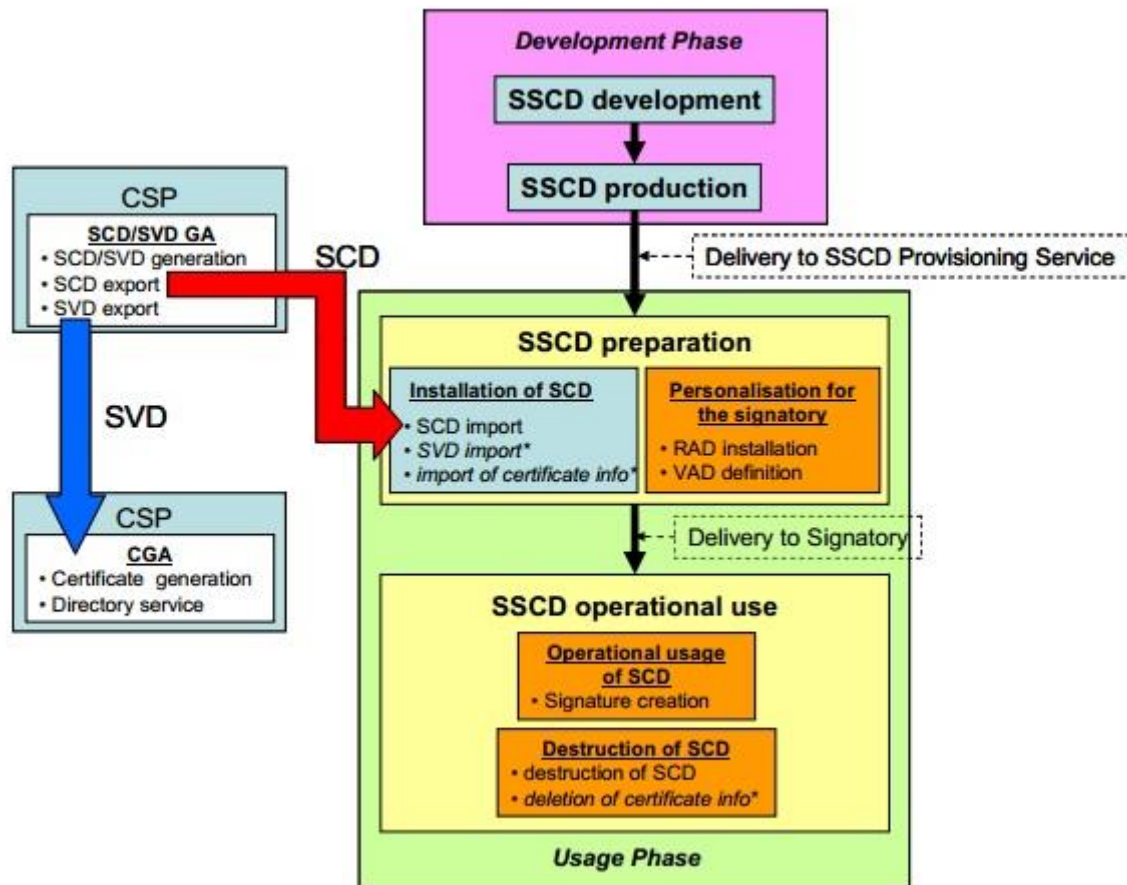 Development Phase
SSCD development
SSCD production
Delivery to SSCD Provisioning Service
CSP
SCD/SVD GA
• SCD/SVD generation
• SCD export
• SVD export
SCD
SVD
CSP
CGA
• Certificate generation
• Directory service
SSCD preparation
Installation of SCD
• SCD import
• SVD import*
• import of certificate info*
Personalisation for
the signatory
• RAD installation
• VAD definition
Delivery to Signatory
SSCD operational use
Operational usage
of SCD
• Signature creation
Destruction of SCD
• destruction of SCD
• deletion of certificate info*
Usage Phase